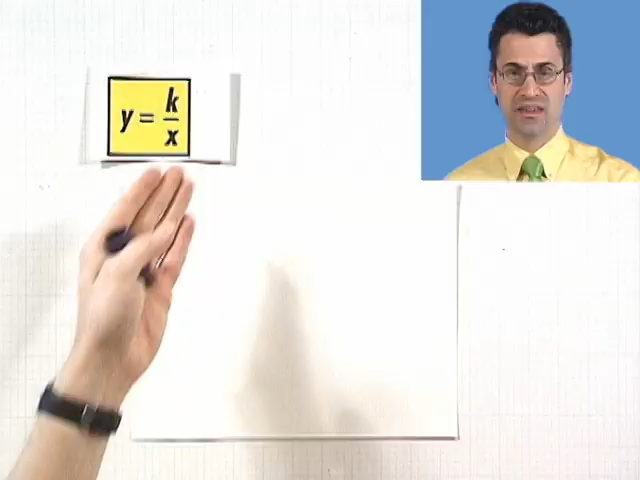 y = k/x